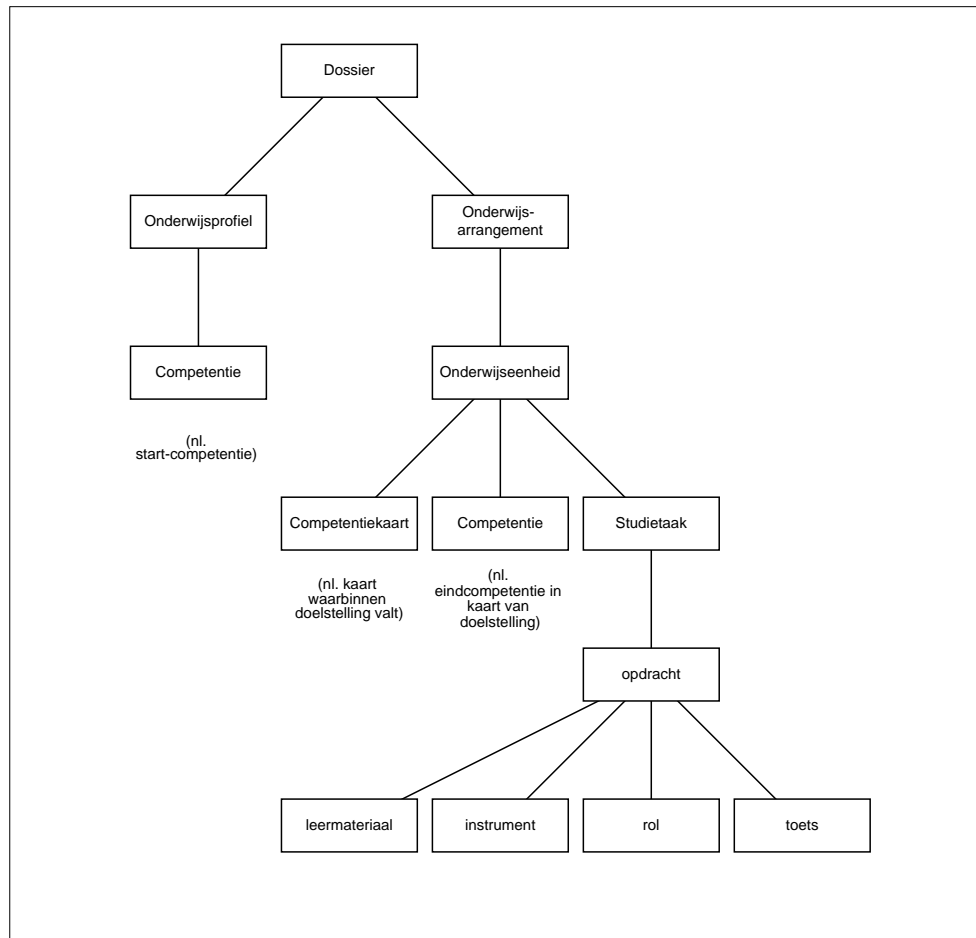 Dossier
Onderwijsprofiel
Onderwijs-
arrangement
Competentie
Onderwijseenheid
(nl.
start-competentie)
Competentiekaart
Competentie
Studietaak
(nl. kaart
waarbinnen
doelstelling valt)
(nl.
eindcompetentie in
kaart van
doelstelling)
opdracht
leermateriaal
instrument
rol
toets